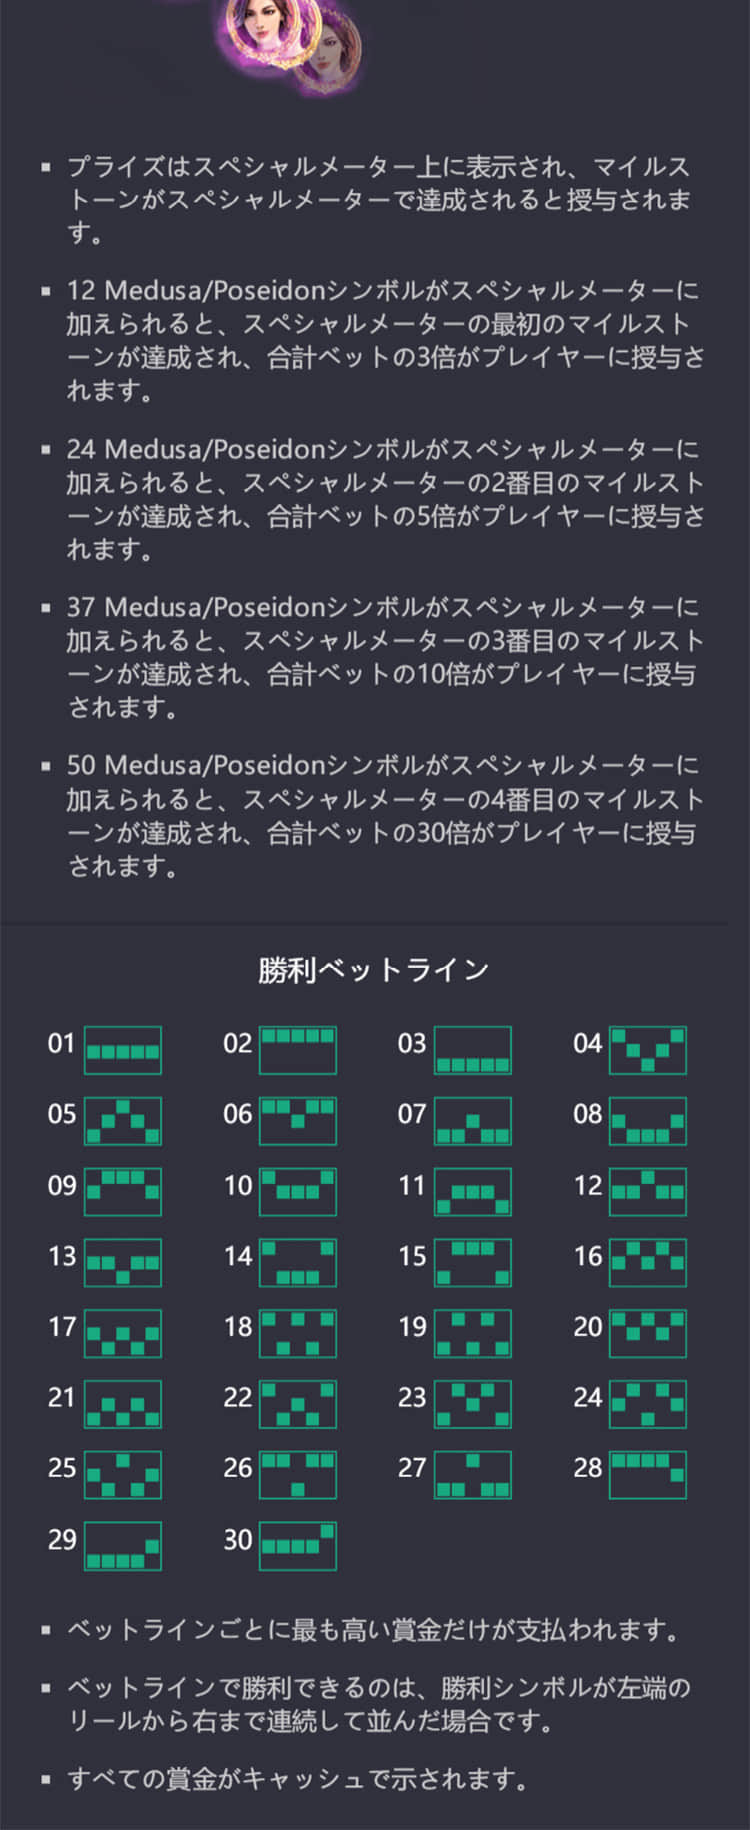 ▪ プライズはスペシャルメーター上に表示され、マイルス
トーンがスペシャルメーターで達成されると授与されま
す。
▪ 12 Medusa/Poseidonシンボルがスペシャルメーターに
加えられると、スペシャルメーターの最初のマイルスト
ーンが達成され、合計ベットの3倍がプレイヤーに授与さ
れます。
▪ 24 Medusa/Poseidonシンボルがスペシャルメーターに
加えられると、スペシャルメーターの2番目のマイルスト
ーンが達成され、合計ベットの5倍がプレイヤーに授与さ
れます。
▪ 37 Medusa/Poseidonシンボルがスペシャルメーターに
加えられると、スペシャルメーターの3番目のマイルスト
ーンが達成され、合計ベットの10倍がプレイヤーに授与
されます。
▪ 50 Medusa/Poseidonシンボルがスペシャルメーターに
加えられると、スペシャルメーターの4番目のマイルスト
ーンが達成され、合計ベットの30倍がプレイヤーに授与
されます。
勝利ベットライン
01 02 03 04
05 06 07 08
09 10 11 12
13 14 15 16
17 18 19 20
21 22 23 24
25 26 27 28
29 30
▪ ベットラインごとに最も高い賞金だけが支払われます。
▪ ベットラインで勝利できるのは、勝利シンボルが左端の
リールから右まで連続して並んだ場合です。
▪ すべての賞金がキャッシュで示されます。